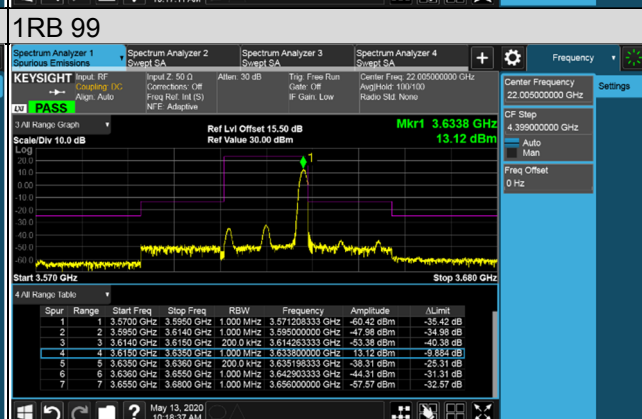 1RB 99
Spectrum Analyzer 1
Spurious Emissions
Spectrum Analyzer 2
Swept SA
Spectrum Analyzer 3
Swept SA
Spectrum Analyzer 4
Swept SA
+
Frequency
KEYSIGHT
Input: RF
Coupling: DC
Align: Auto
Input Z: 50 Ω
Corrections: Off
Freq Ref: Int (S)
NFE: Adaptive
Atten: 30 dB
Trig: Free Run
Gate: Off
IF Gain: Low
Center Freq: 22.005000000 GHz
Avg|Hold: 100/100
Radio Std: None
LXI PASS
Center Frequency
22.005000000 GHz
Settings
CF Step
4.399000000 GHz
Auto
Man
Freq Offset
0 Hz
3 All Range Graph
Scale/Div 10.0 dB
Ref Lvl Offset 15.50 dB
Ref Value 30.00 dBm
Mkr1 3.6338 GHz
13.12 dBm
Log
20.0
10.0
0.00
-10.0
-20.0
-30.0
-40.0
-50.0
-60.0
1
Start 3.570 GHz
Stop 3.680 GHz
4 All Range Table
Spur Range Start Freq Stop Freq RBW Frequency Amplitude ΔLimit
1 1 3.5700 GHz 3.5950 GHz 1.000 MHz 3.571208333 GHz -60.42 dBm -35.42 dB
2 2 3.5950 GHz 3.6140 GHz 1.000 MHz 3.595000000 GHz -47.98 dBm -34.98 dB
3 3 3.6140 GHz 3.6150 GHz 200.0 kHz 3.614263333 GHz -53.38 dBm -40.38 dB
4 4 3.6150 GHz 3.6350 GHz 1.000 MHz 3.633800000 GHz 13.12 dBm -9.884 dB
5 5 3.6350 GHz 3.6360 GHz 200.0 kHz 3.635198333 GHz -38.31 dBm -25.31 dB
6 6 3.6360 GHz 3.6550 GHz 1.000 MHz 3.642903333 GHz -44.31 dBm -31.31 dB
7 7 3.6550 GHz 3.6800 GHz 1.000 MHz 3.656000000 GHz -57.57 dBm -32.57 dB
?
May 13, 2020
10:18:37 AM